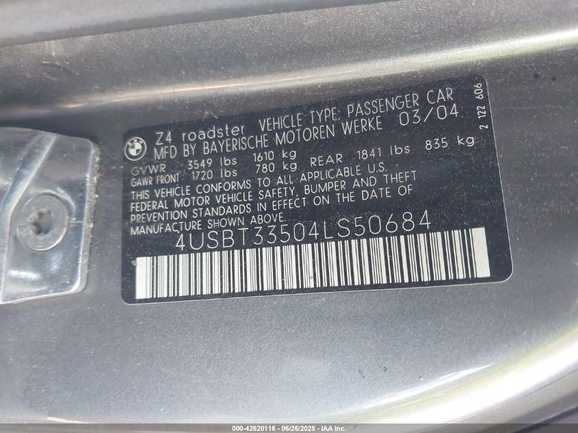 BMW
Z4 roadster VEHICLE TYPE: PASSENGER CAR
MFD BY BAYERISCHE MOTOREN WERKE 03/04
GVWR 3549 lbs 1610 kg
GAWR FRONT 1720 lbs 780 kg REAR 1841 lbs 835 kg
THIS VEHICLE CONFORMS TO ALL APPLICABLE U.S.
FEDERAL MOTOR VEHICLE SAFETY, BUMPER AND THEFT
PREVENTION STANDARDS IN EFFECT ON THE DATE OF
MANUFACTURE SHOWN ABOVE.
4USBT33504LS50684
2 122 606
000-42620116 - 06/26/2025 - IAA Inc.